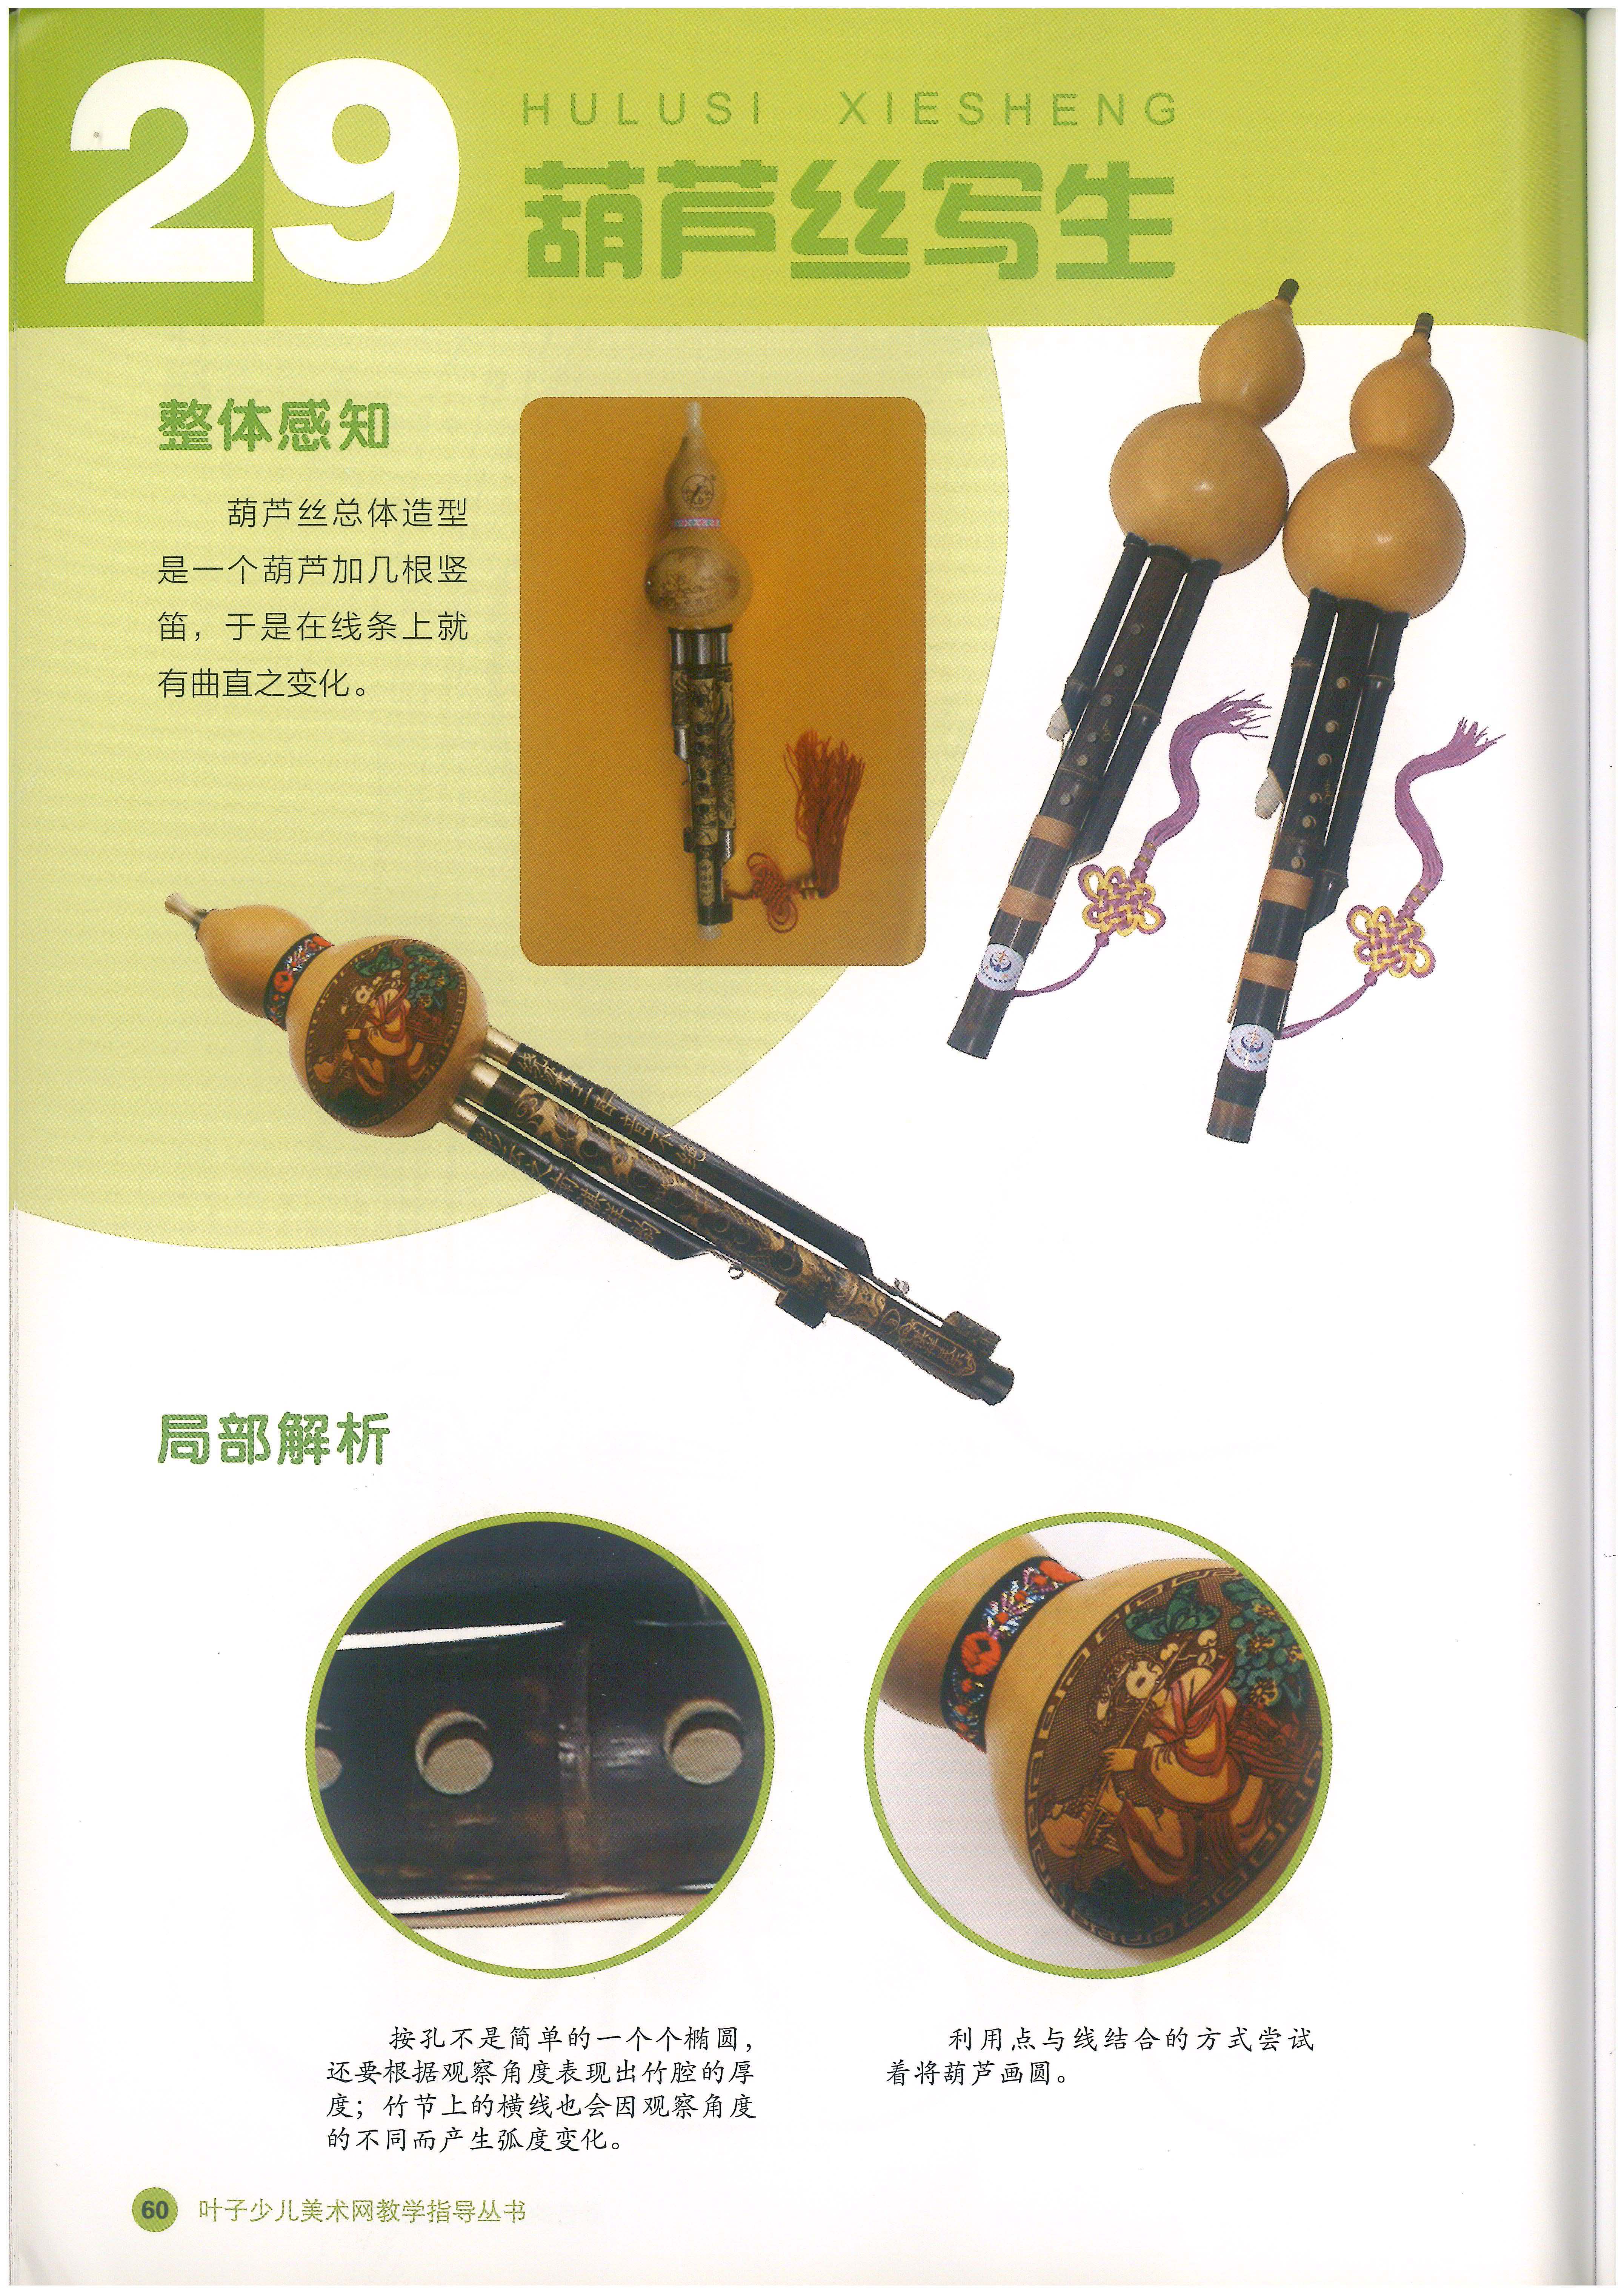 29
HULUSI XIESHENG
葫芦丝写生
整体感知
葫芦丝总体造型
是一个葫芦加几根竖
笛，于是在线条上就
有曲直之变化。
局部解析
按孔不是简单的一个个椭圆，
还要根据观察角度表现出竹腔的厚
度；竹节上的横线也会因观察角度
的不同而产生弧度变化。
利用点与线结合的方式尝试
着将葫芦画圆。
60 叶子少儿美术网教学指导丛书